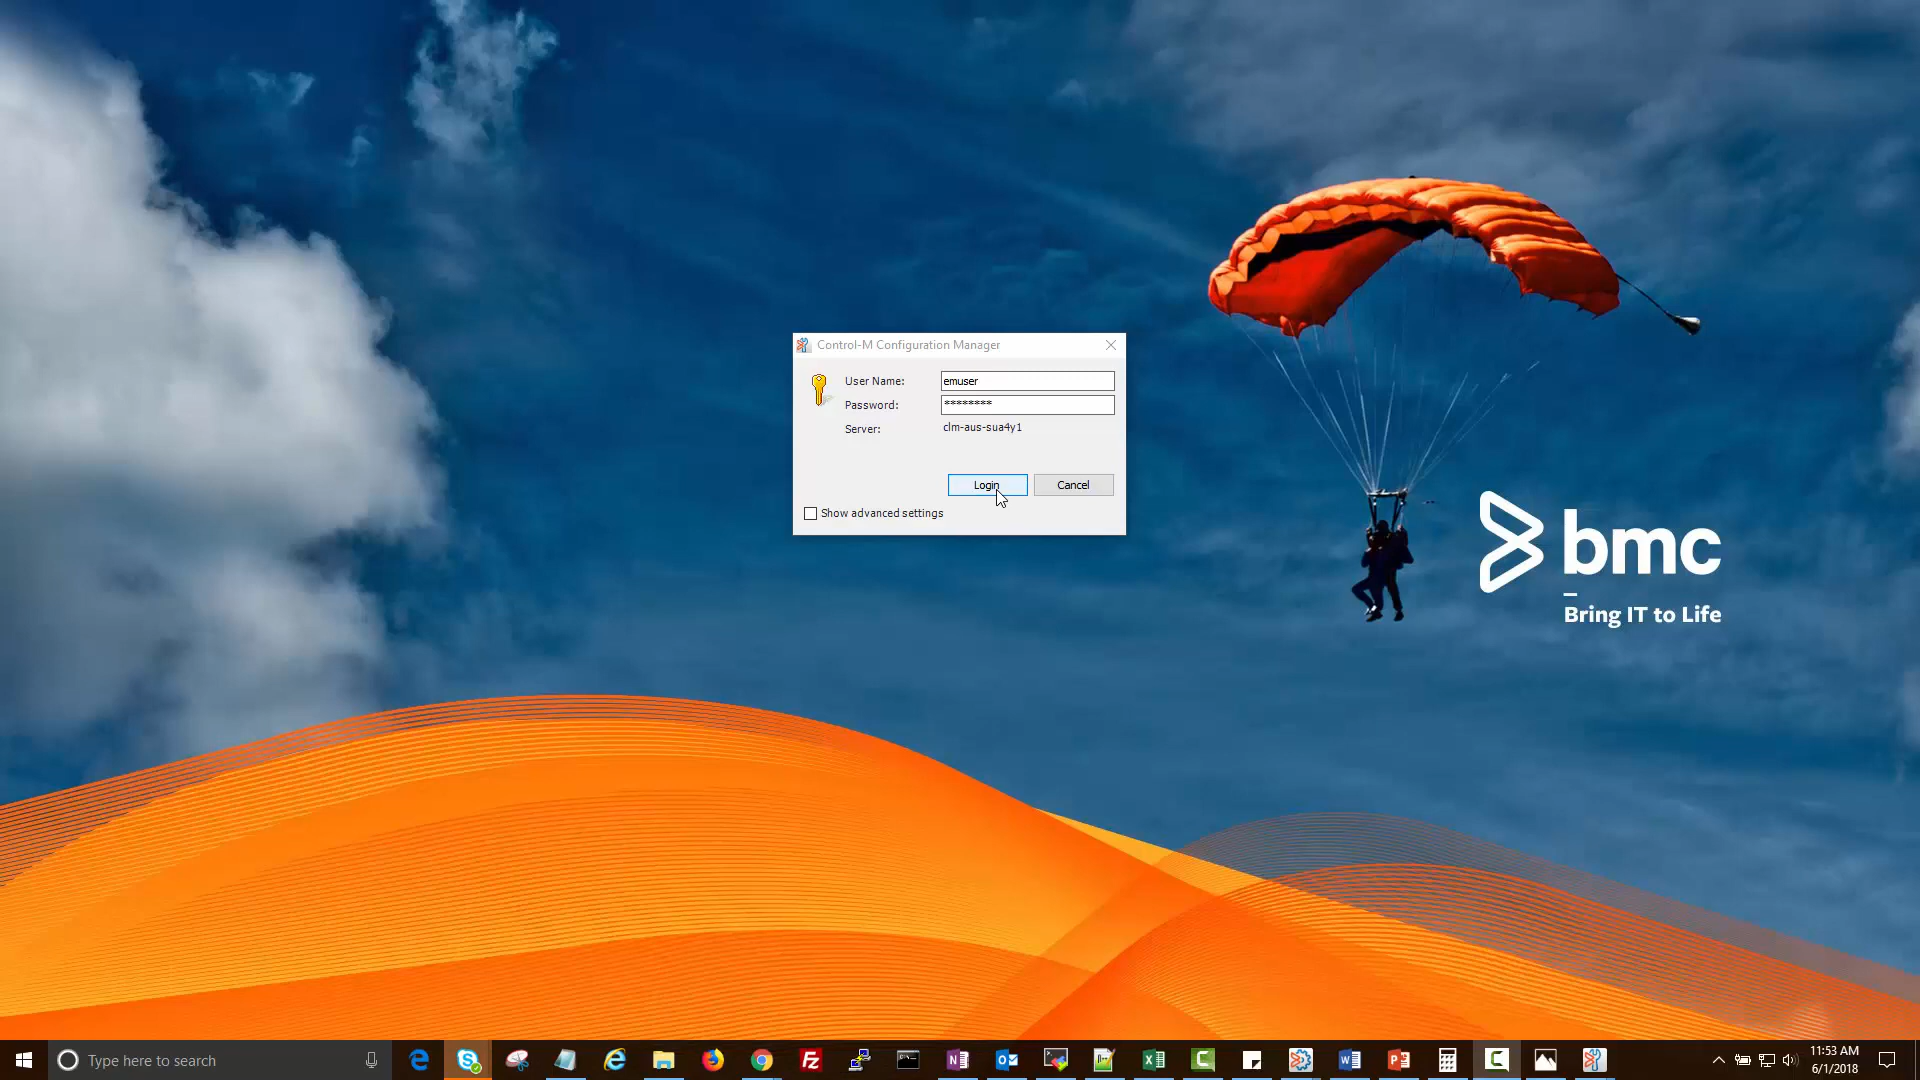 Control-M Configuration Manager
User Name:
emuser
Password:
********
Server:
clm-aus-sua4y1
Login
Cancel
Show advanced settings
bmc
Bring IT to Life
Type here to search
11:53 AM
6/1/2018